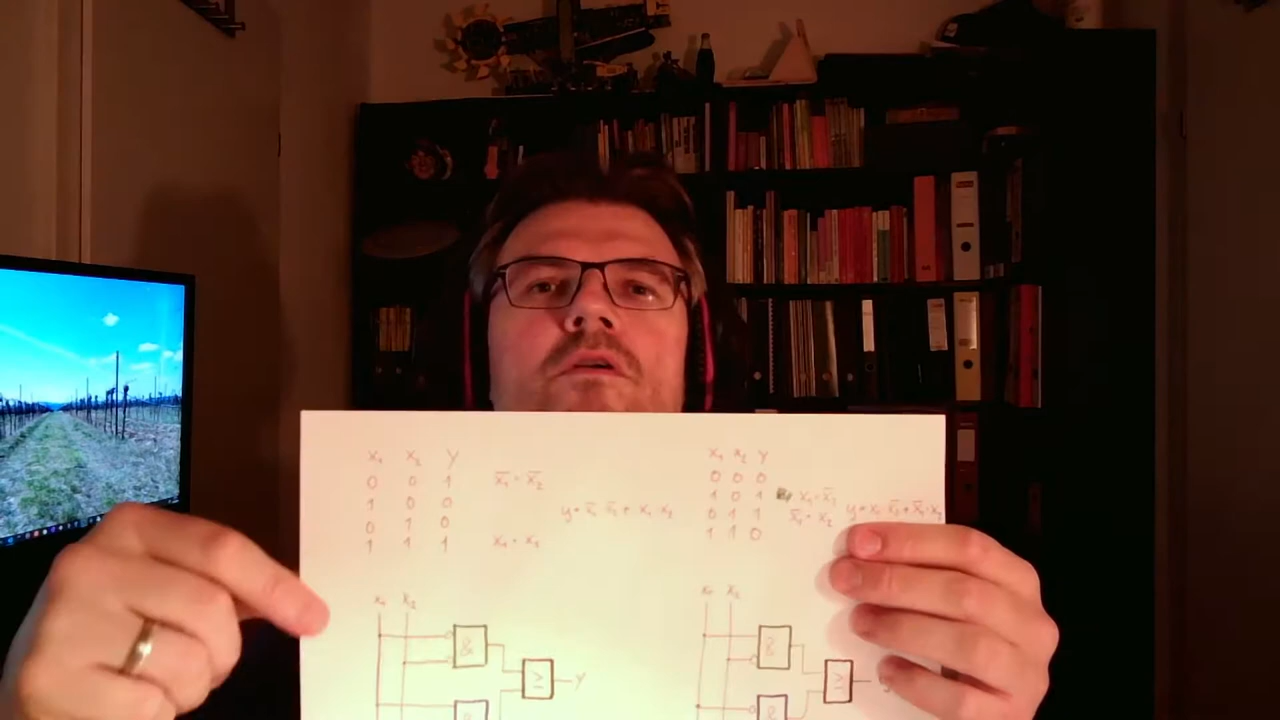 x₁ x₂ y
0 0 1 x̄₁ · x̄₂
1 0 0
y = x̄₁ · x̄₂ + x₁ · x₂
0 1 0
1 1 1 x₁ · x₂
x₁ x₂
&
≥
y
&
x₁ x₂ y
0 0 0
1 0 1 x₁ · x̄₂
0 1 1 x̄₁ · x₂ y = x₁ · x̄₂ + x̄₁ · x₂
1 1 0
x₁ x₂
&
≥
&